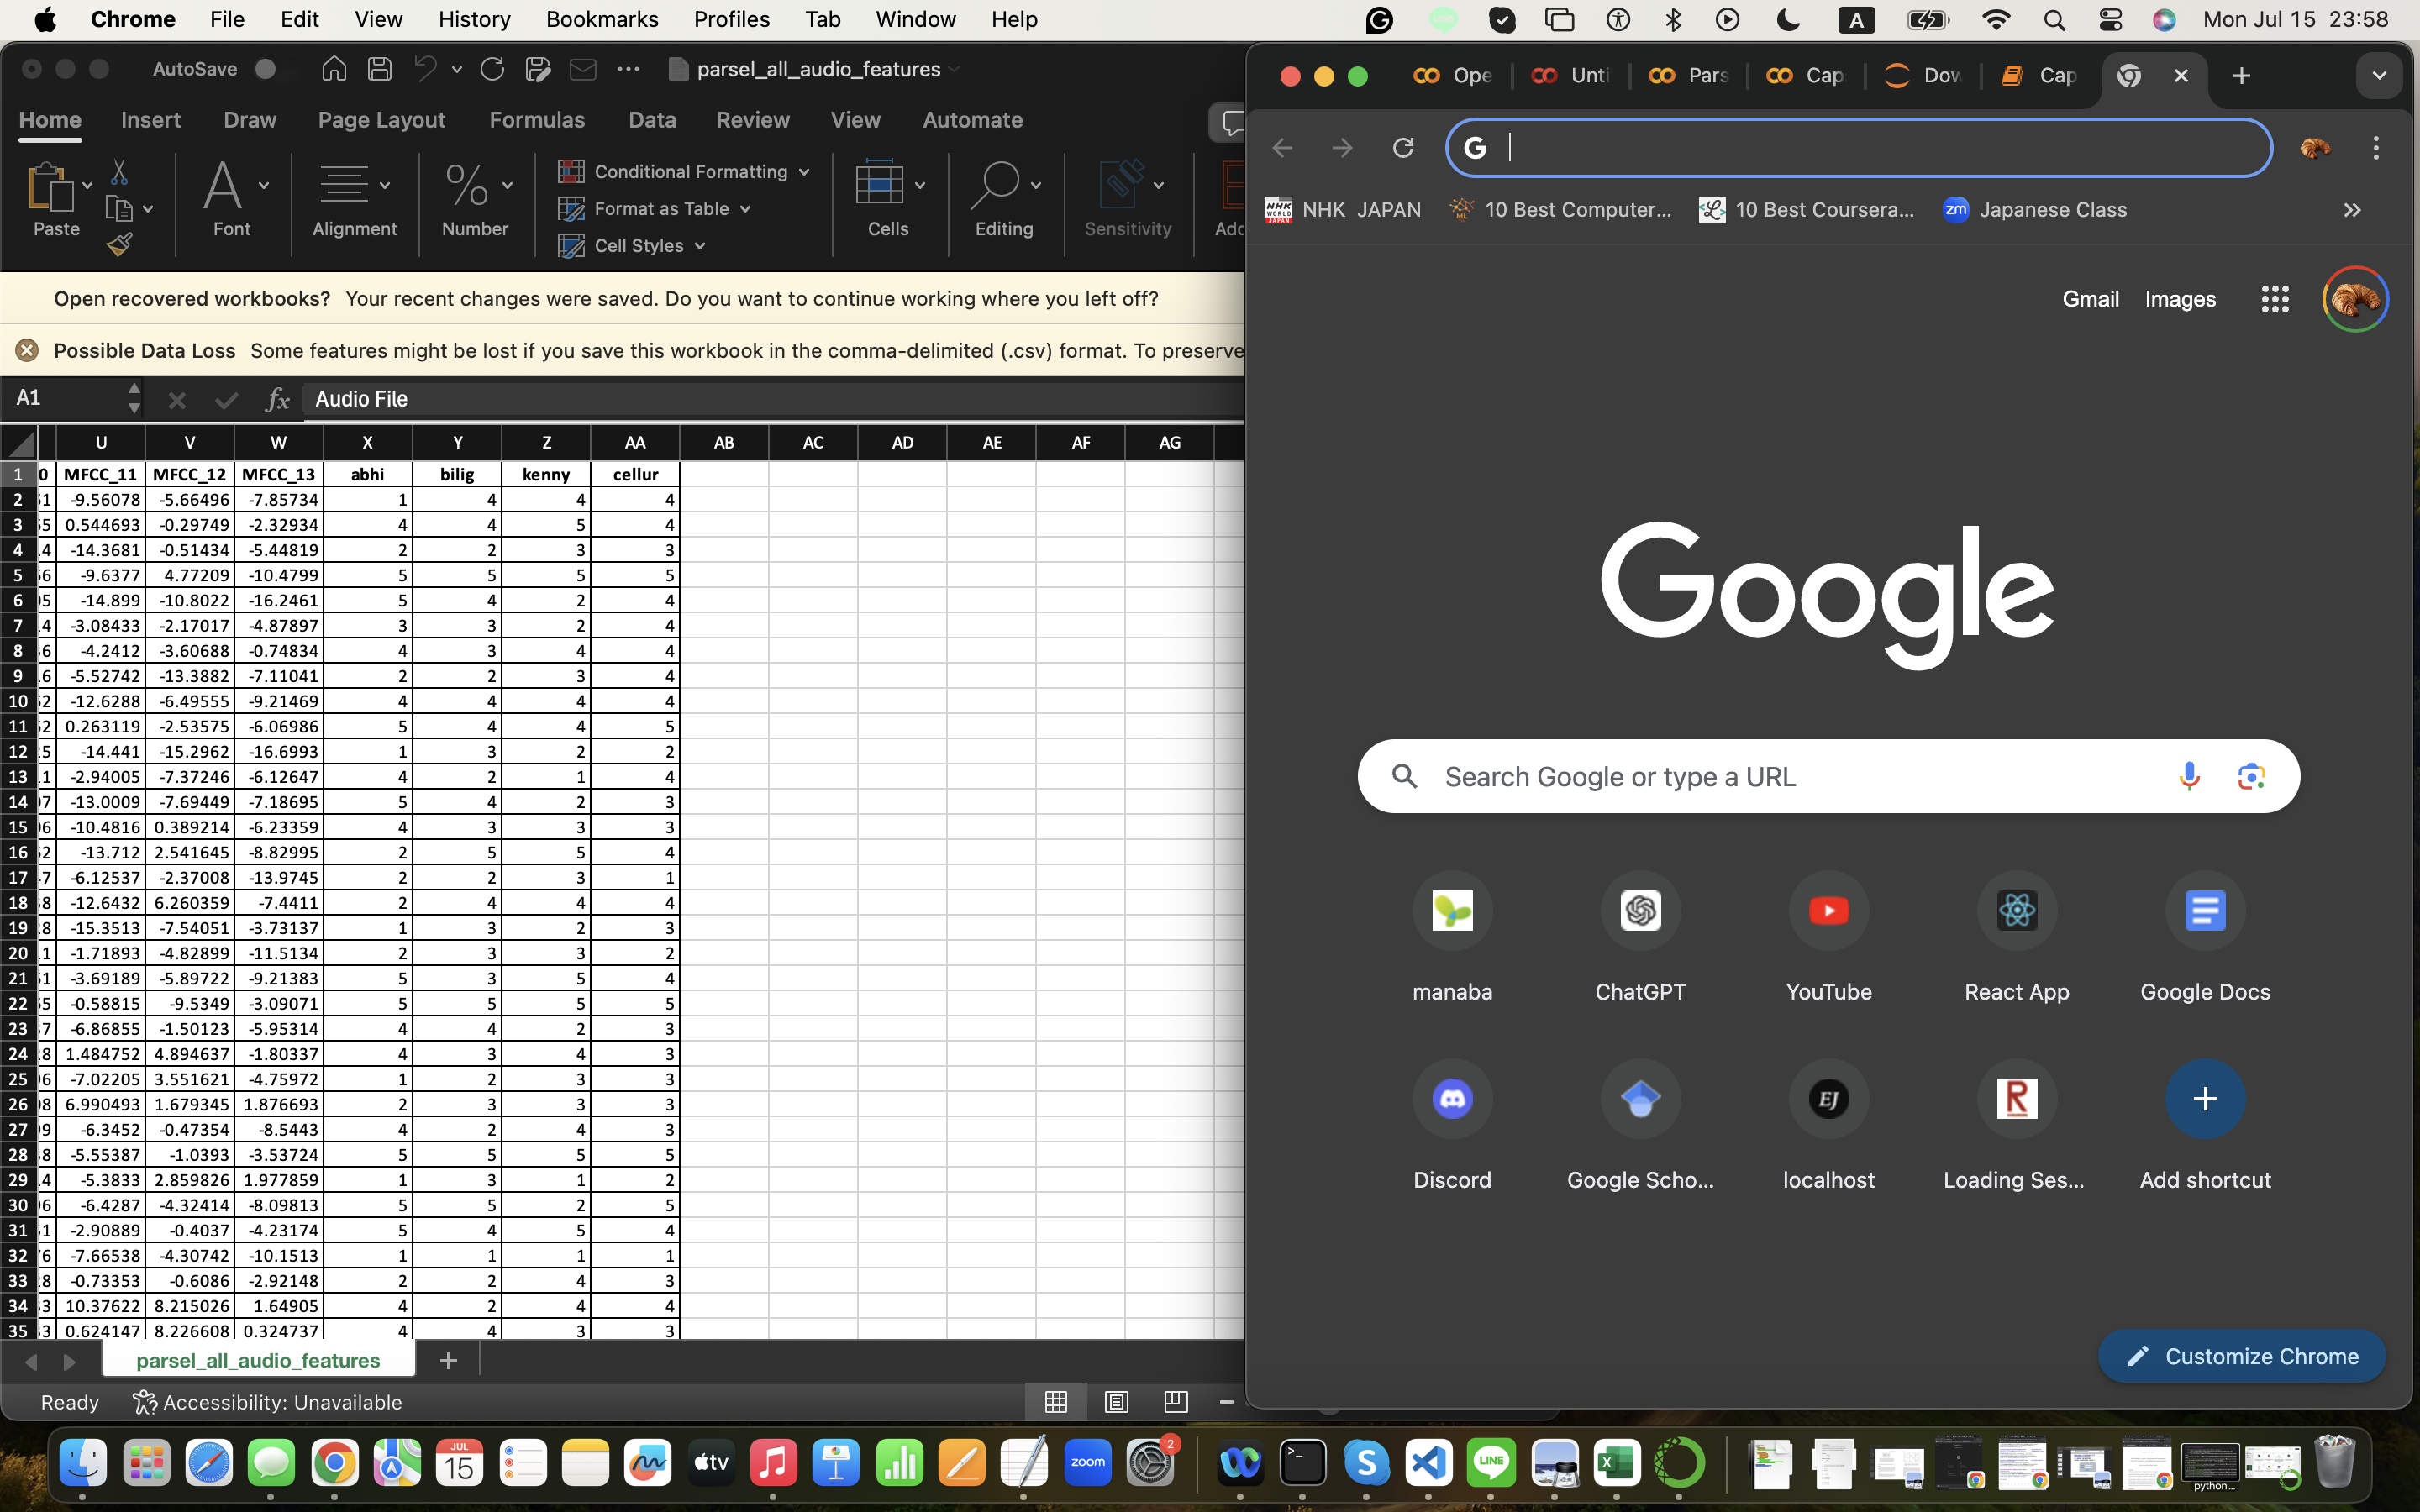 Chrome File Edit View History Bookmarks Profiles Tab Window Help A Mon Jul 15 23:58
AutoSave parsel_all_audio_features
Home Insert Draw Page Layout Formulas Data Review View Automate
Conditional Formatting
Format as Table
Cell Styles
Paste Font Alignment Number Cells Editing Sensitivity
Open recovered workbooks? Your recent changes were saved. Do you want to continue working where you left off?
Possible Data Loss Some features might be lost if you save this workbook in the comma-delimited (.csv) format. To preserve
A1 fx Audio File
U V W X Y Z AA AB AC AD AE AF AG
1 0 MFCC_11 MFCC_12 MFCC_13 abhi bilig kenny cellur
2 -9.56078 -5.66496 -7.85734 1 4 4 4
3 0.544693 -0.29749 -2.32934 4 4 5 4
4 -14.3681 -0.51434 -5.44819 2 2 3 3
5 -9.6377 4.77209 -10.4799 5 5 5 5
6 -14.899 -10.8022 -16.2461 5 4 2 4
7 -3.08433 -2.17017 -4.87897 3 3 2 4
8 -4.2412 -3.60688 -0.74834 4 3 4 4
9 -5.52742 -13.3882 -7.11041 2 2 3 4
10 -12.6288 -6.49555 -9.21469 4 4 4 4
11 0.263119 -2.53575 -6.06986 5 4 4 5
12 -14.441 -15.2962 -16.6993 1 3 2 2
13 -2.94005 -7.37246 -6.12647 4 2 1 4
14 -13.0009 -7.69449 -7.18695 5 4 2 3
15 -10.4816 0.389214 -6.23359 4 3 3 3
16 -13.712 2.541645 -8.82995 2 5 5 4
17 -6.12537 -2.37008 -13.9745 2 2 3 1
18 -12.6432 6.260359 -7.4411 2 4 4 4
19 -15.3513 -7.54051 -3.73137 1 3 2 3
20 -1.71893 -4.82899 -11.5134 2 3 3 2
21 -3.69189 -5.89722 -9.21383 5 3 5 4
22 -0.58815 -9.5349 -3.09071 5 5 5 5
23 -6.86855 -1.50123 -5.95314 4 4 2 3
24 1.484752 4.894637 -1.80337 4 3 4 3
25 -7.02205 3.551621 -4.75972 1 2 3 3
26 6.990493 1.679345 1.876693 2 3 3 3
27 -6.3452 -0.47354 -8.5443 4 2 4 3
28 -5.55387 -1.0393 -3.53724 5 5 5 5
29 -5.3833 2.859826 1.977859 1 3 1 2
30 -6.4287 -4.32414 -8.09813 5 5 2 5
31 -2.90889 -0.4037 -4.23174 5 4 5 4
32 -7.66538 -4.30742 -10.1513 1 1 1 1
33 -0.73353 -0.6086 -2.92148 2 2 4 3
34 10.37622 8.215026 1.64905 4 2 4 4
35 0.624147 8.226608 0.324737 4 4 3 3
parsel_all_audio_features
Ready Accessibility: Unavailable
Ope Unti Pars Cap Dow Cap
NHK WORLD JAPAN NHK JAPAN 10 Best Computer... 10 Best Coursera... zm Japanese Class
Gmail Images
Google
Search Google or type a URL
manaba ChatGPT YouTube React App Google Docs
EJ R
Discord Google Scho... localhost Loading Ses... Add shortcut
Customize Chrome
JUL 15 tv zoom 2 LINE python...